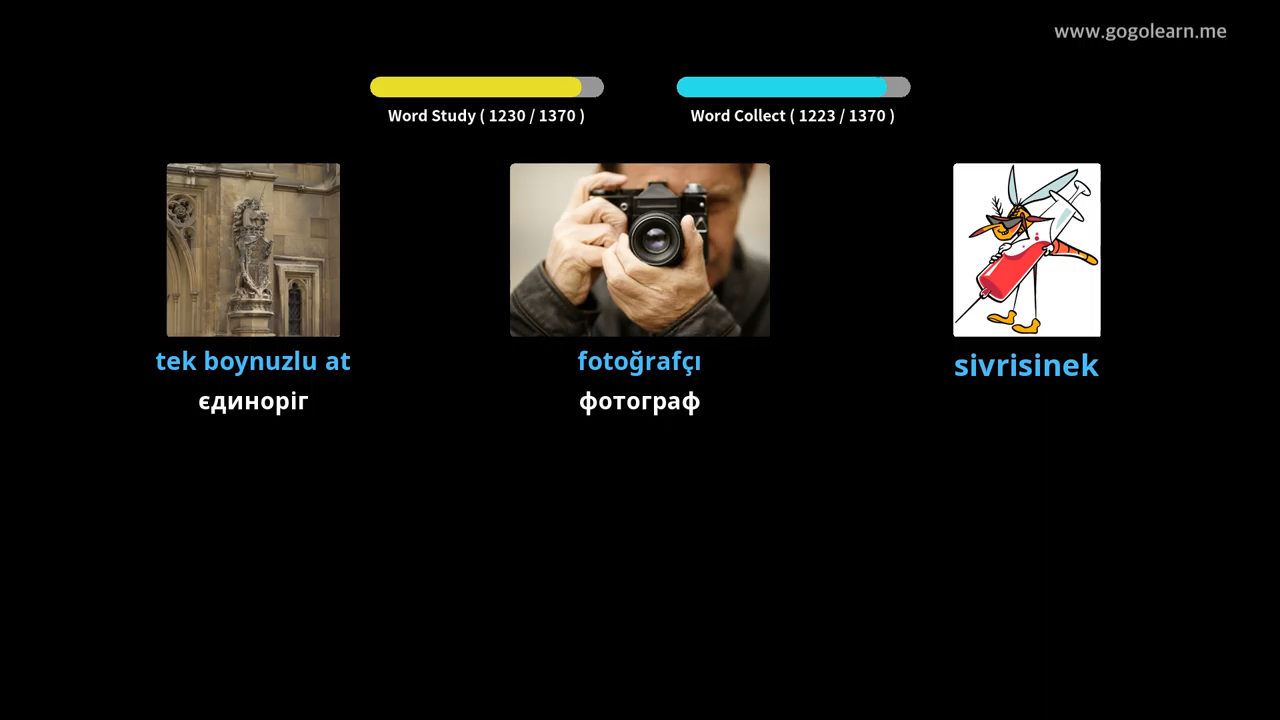 www.gogolearn.me
Word Study ( 1230 / 1370 )
Word Collect ( 1223 / 1370 )
tek boynuzlu at
єдиноріг
fotoğrafçı
фотограф
sivrisinek